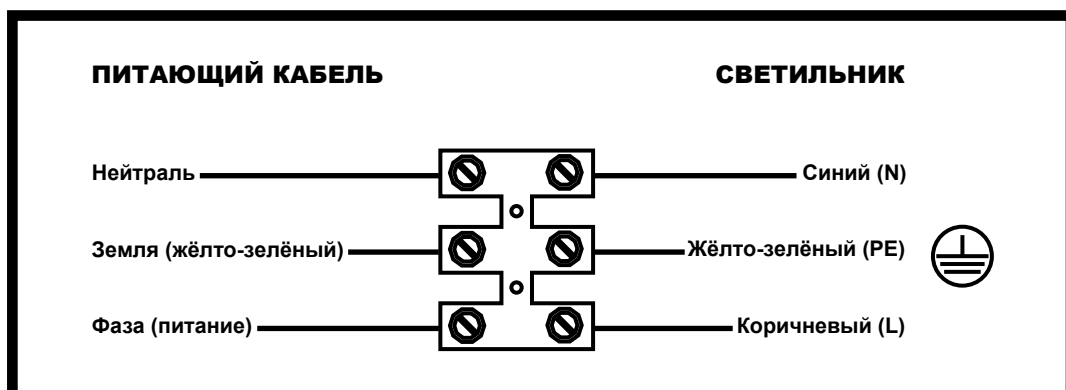 ПИТАЮЩИЙ КАБЕЛЬ СВЕТИЛЬНИК
Нейтраль Синий (N)
Земля (жёлто-зелёный) Жёлто-зелёный (PE)
Фаза (питание) Коричневый (L)